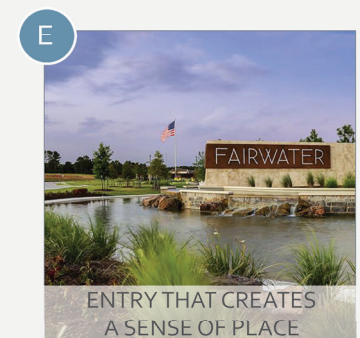 E
FAIRWATER
ENTRY THAT CREATES
A SENSE OF PLACE